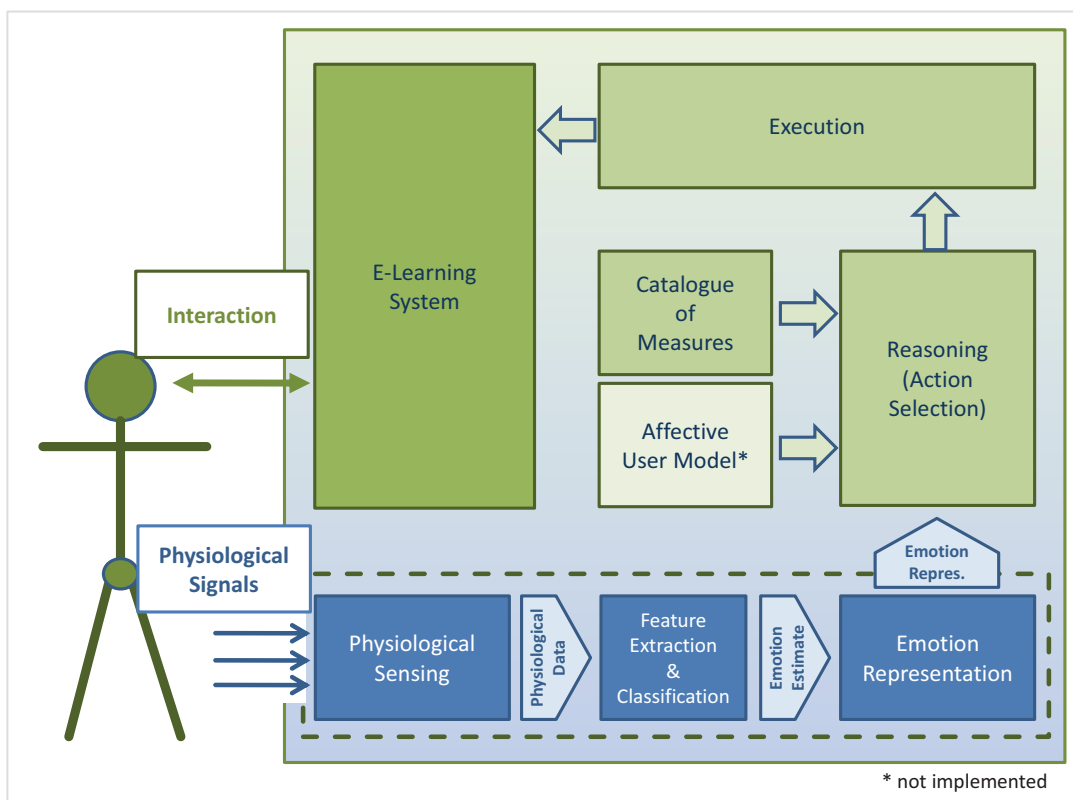 Execution
E-Learning
System
Interaction
Catalogue
of
Measures
Reasoning
(Action
Selection)
Affective
User Model*
Physiological
Signals
Emotion
Repres.
Physiological
Sensing
Physiological
Data
Feature
Extraction
&
Classification
Emotion
Estimate
Emotion
Representation
* not implemented